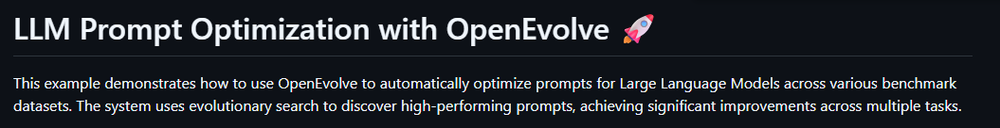 LLM Prompt Optimization with OpenEvolve 🚀
This example demonstrates how to use OpenEvolve to automatically optimize prompts for Large Language Models across various benchmark
datasets. The system uses evolutionary search to discover high-performing prompts, achieving significant improvements across multiple tasks.